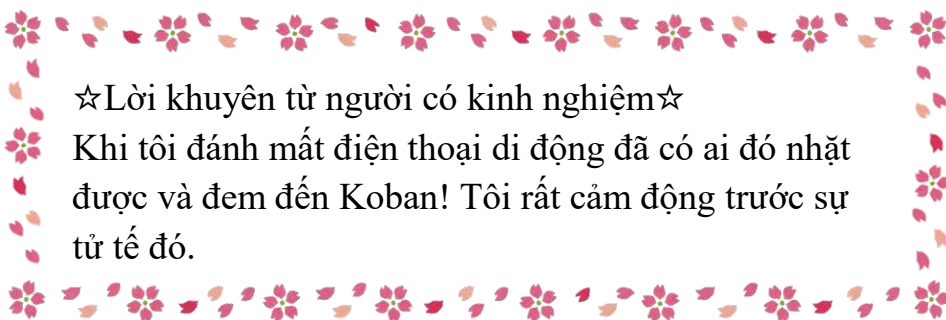 ☆Lời khuyên từ người có kinh nghiệm☆
Khi tôi đánh mất điện thoại di động đã có ai đó nhặt
được và đem đến Koban! Tôi rất cảm động trước sự
tử tế đó.